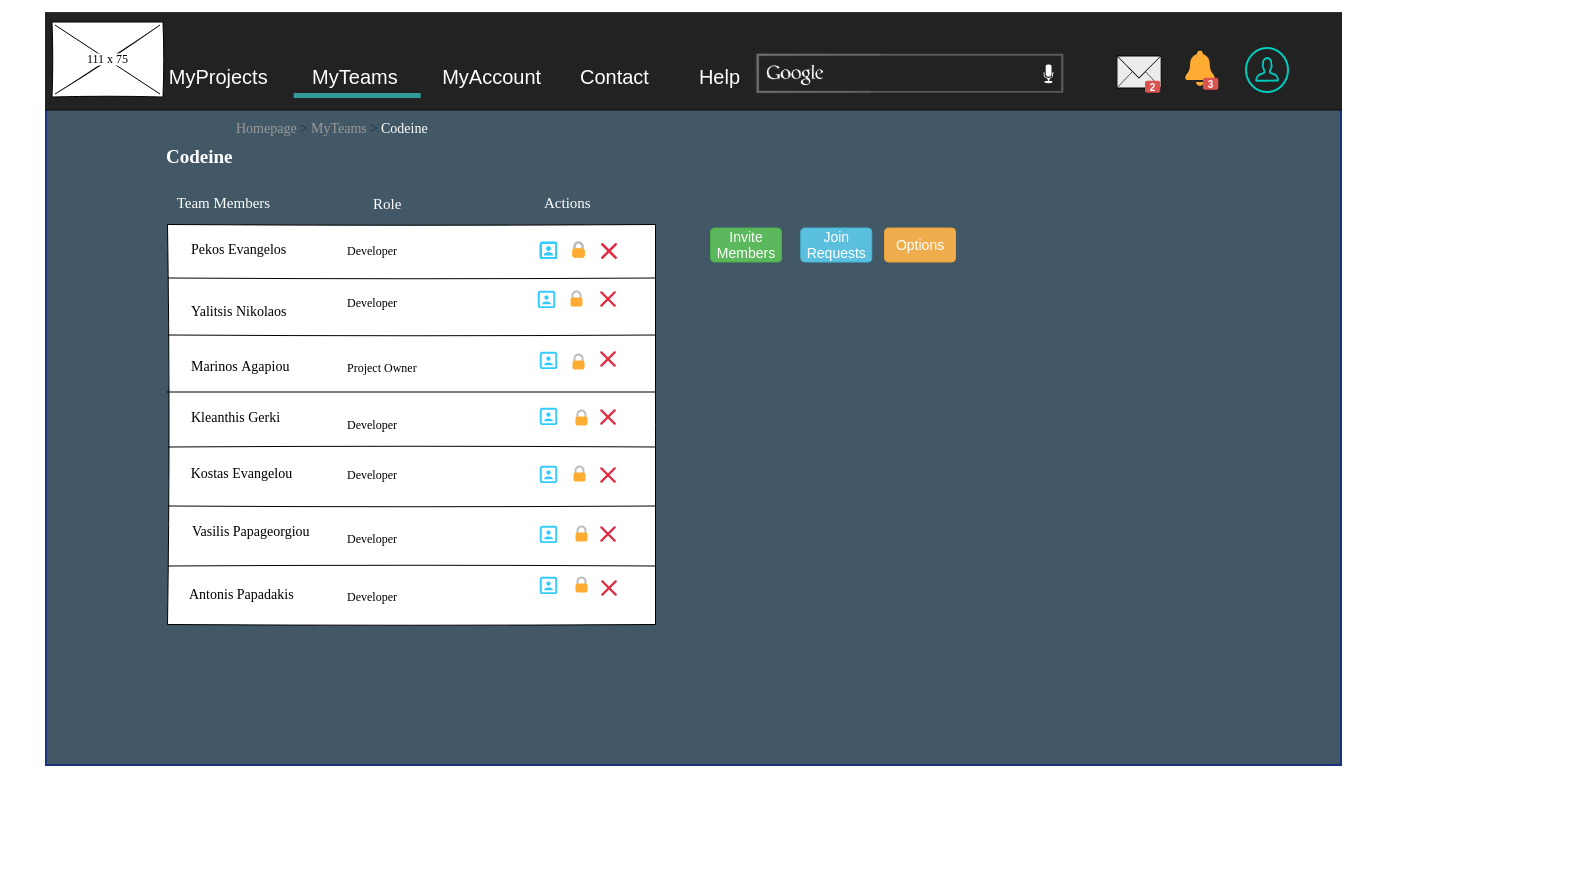 111 x 75
MyProjects MyTeams MyAccount Contact Help Google 2 3
Homepage > MyTeams > Codeine
Codeine
Team Members Role Actions
Pekos Evangelos Developer
Invite Members Join Requests Options
Yalitsis Nikolaos Developer
Marinos Agapiou Project Owner
Kleanthis Gerki Developer
Kostas Evangelou Developer
Vasilis Papageorgiou Developer
Antonis Papadakis Developer